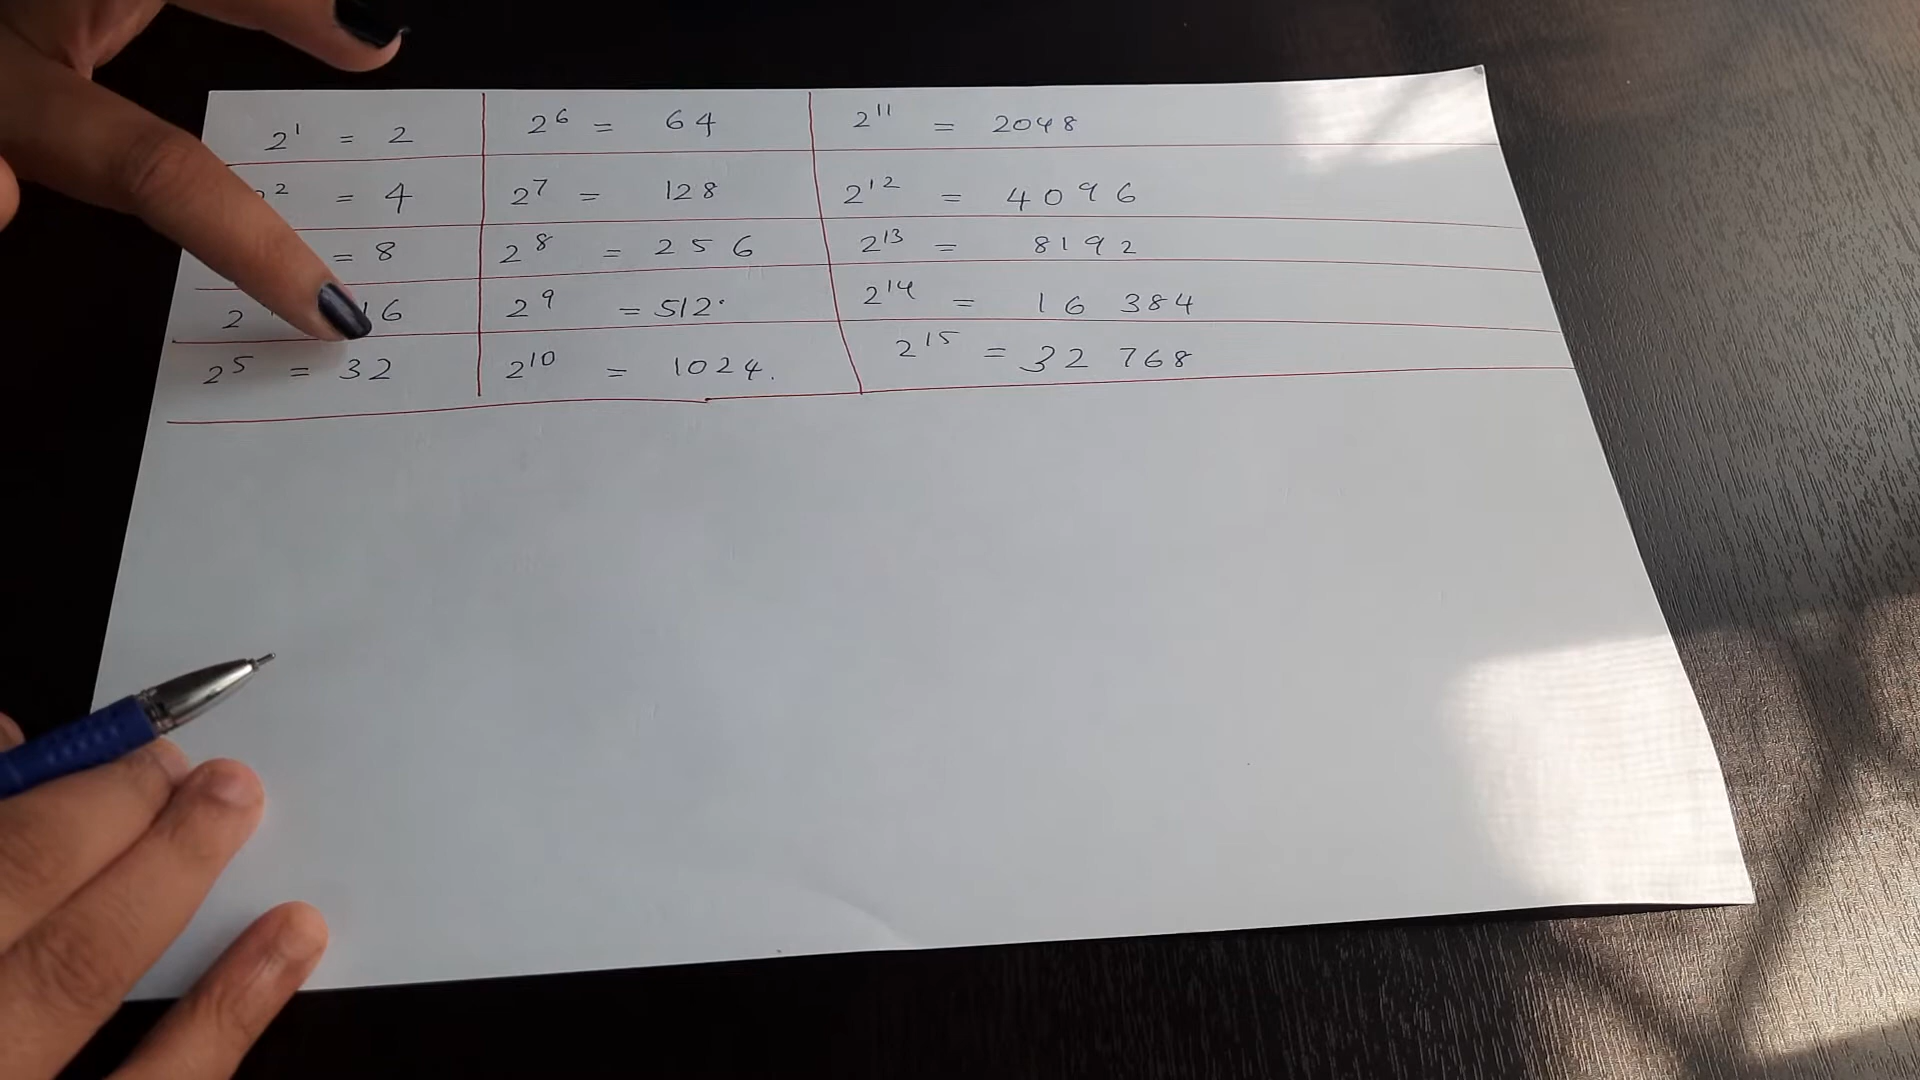 2¹ = 2
² = 4
= 8
2 16
2⁵ = 32
2⁶ = 64
2⁷ = 128
2⁸ = 256
2⁹ = 512.
2¹⁰ = 1024.
2¹¹ = 2048
2¹² = 4096
2¹³ = 8192
2¹⁴ = 16 384
2¹⁵ = 32 768